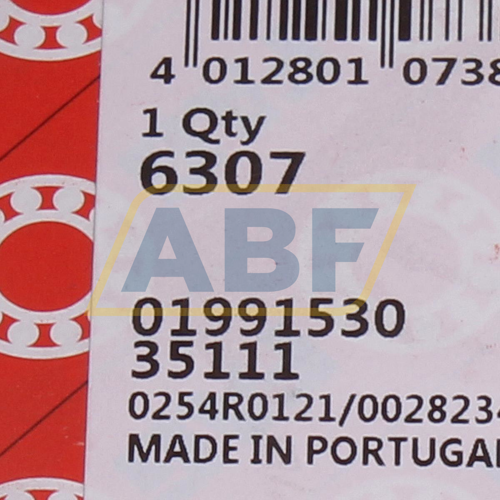 4 012801 0738
1 Qty
6307
ABF
01991530
35111
0254R0121/0028234
MADE IN PORTUGAL